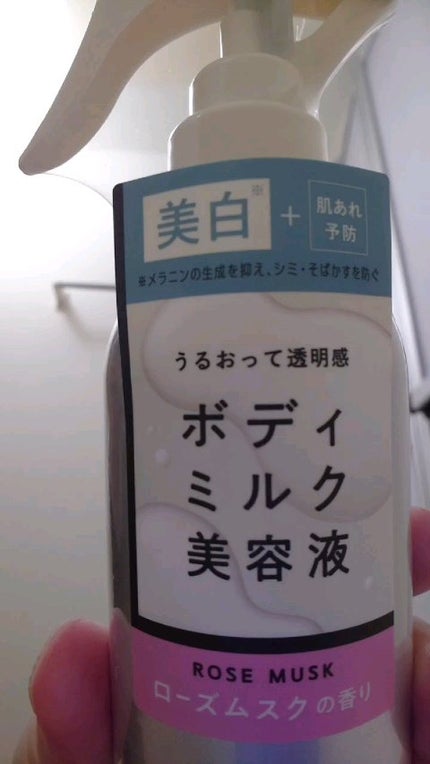 美白※ + 肌あれ
予防
※メラニンの生成を抑え、シミ・そばかすを防ぐ
うるおって透明感
ボディ
ミルク
美容液
ROSE MUSK
ローズムスクの香り